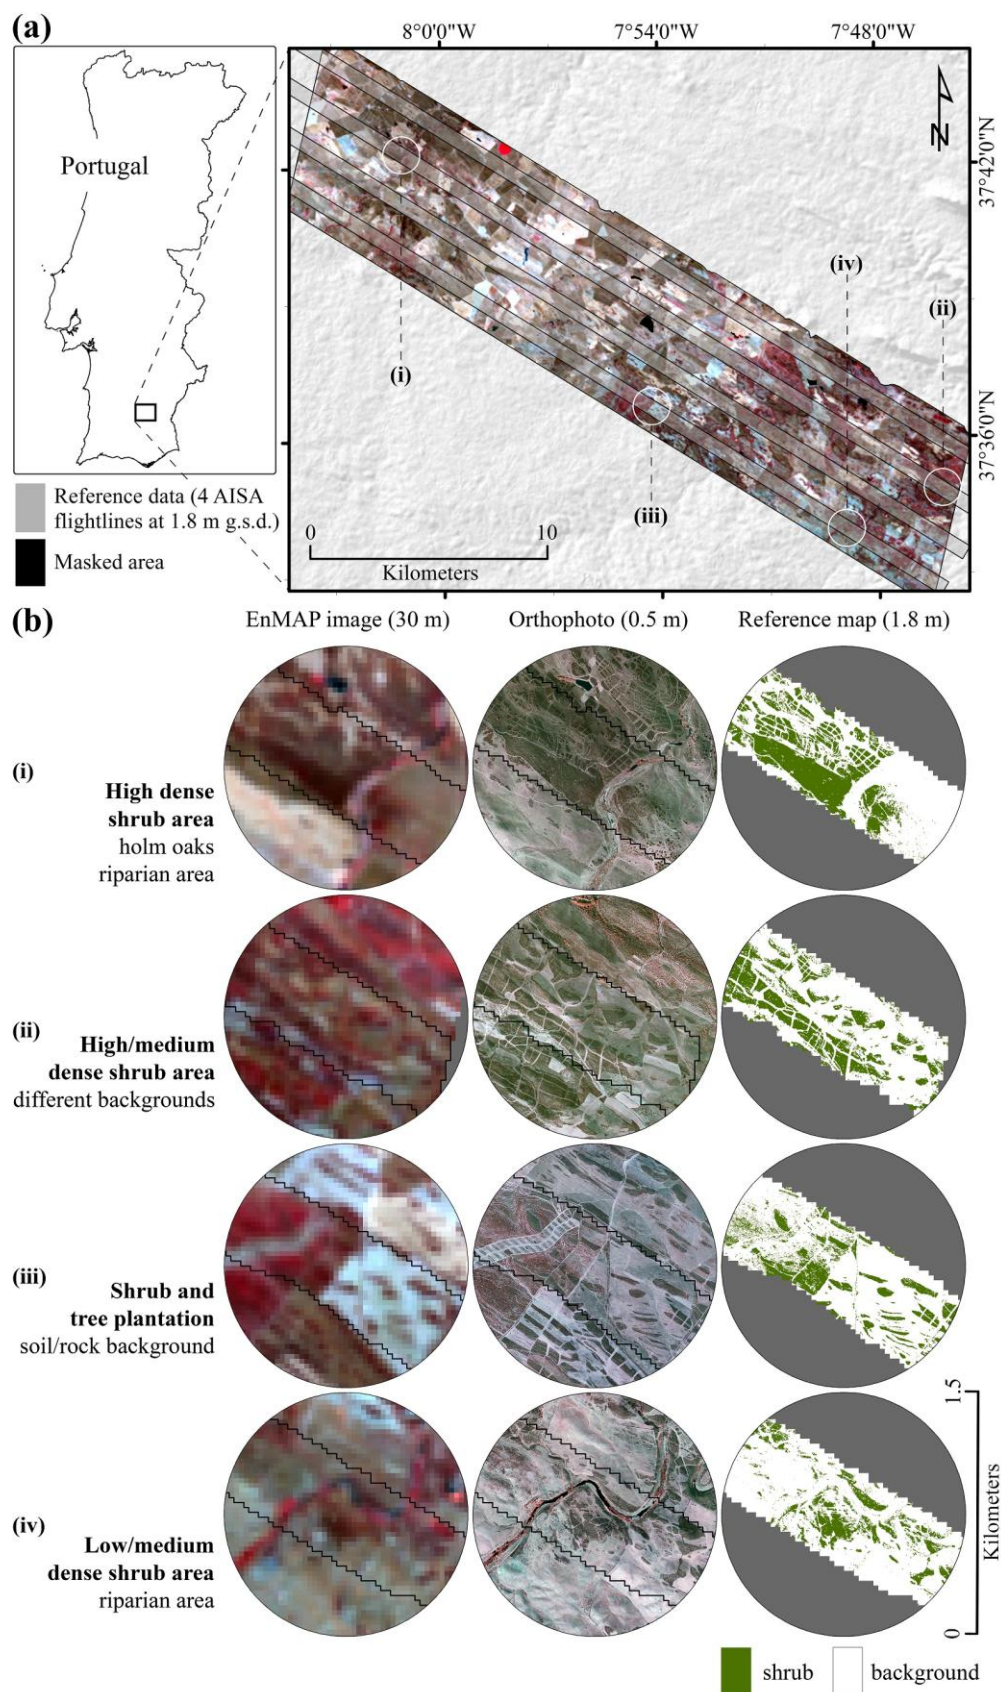 (a)
8°0'0"W
7°54'0"W
7°48'0"W
Portugal
N
37°42'0"N
(iv)
(ii)
(i)
37°36'0"N
(iii)
Reference data (4 AISA
flightlines at 1.8 m g.s.d.)
Masked area
0
10
Kilometers
(b)
EnMAP image (30 m)
Orthophoto (0.5 m)
Reference map (1.8 m)
(i)
High dense
shrub area
holm oaks
riparian area
(ii)
High/medium
dense shrub area
different backgrounds
(iii)
Shrub and
tree plantation
soil/rock background
(iv)
Low/medium
dense shrub area
riparian area
1.5
Kilometers
0
shrub
background